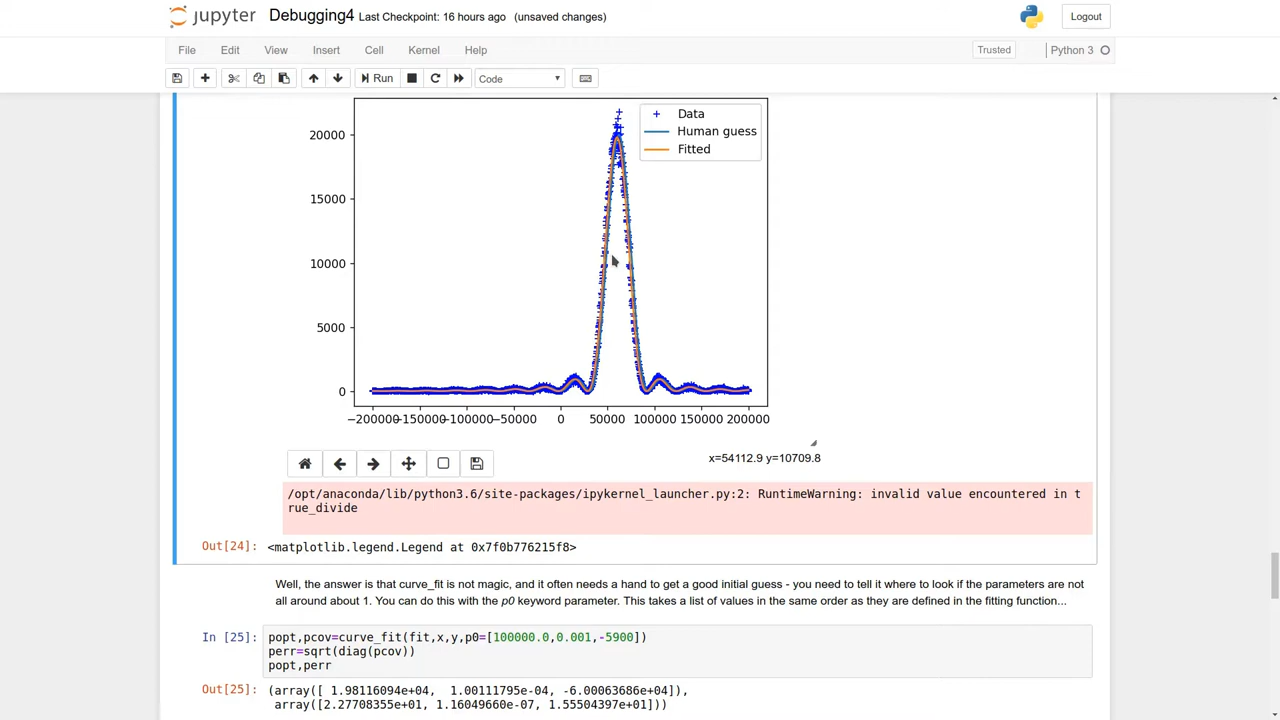 jupyter Debugging4 Last Checkpoint: 16 hours ago (unsaved changes) Logout
File Edit View Insert Cell Kernel Help Trusted Python 3
Run Code
Data
Human guess
Fitted
20000
15000
10000
5000
0
−200000 −150000 −100000 −50000 0 50000 100000 150000 200000
x=54112.9 y=10709.8
/opt/anaconda/lib/python3.6/site-packages/ipykernel_launcher.py:2: RuntimeWarning: invalid value encountered in t
rue_divide
Out[24]: <matplotlib.legend.Legend at 0x7f0b776215f8>
Well, the answer is that curve_fit is not magic, and it often needs a hand to get a good initial guess - you need to tell it where to look if the parameters are not
all around about 1. You can do this with the p0 keyword parameter. This takes a list of values in the same order as they are defined in the fitting function...
In [25]: popt,pcov=curve_fit(fit,x,y,p0=[100000.0,0.001,-5900])
perr=sqrt(diag(pcov))
popt,perr
Out[25]: (array([ 1.98116094e+04, 1.00111795e-04, -6.00063686e+04]),
array([2.27708355e+01, 1.16049660e-07, 1.55504397e+01]))